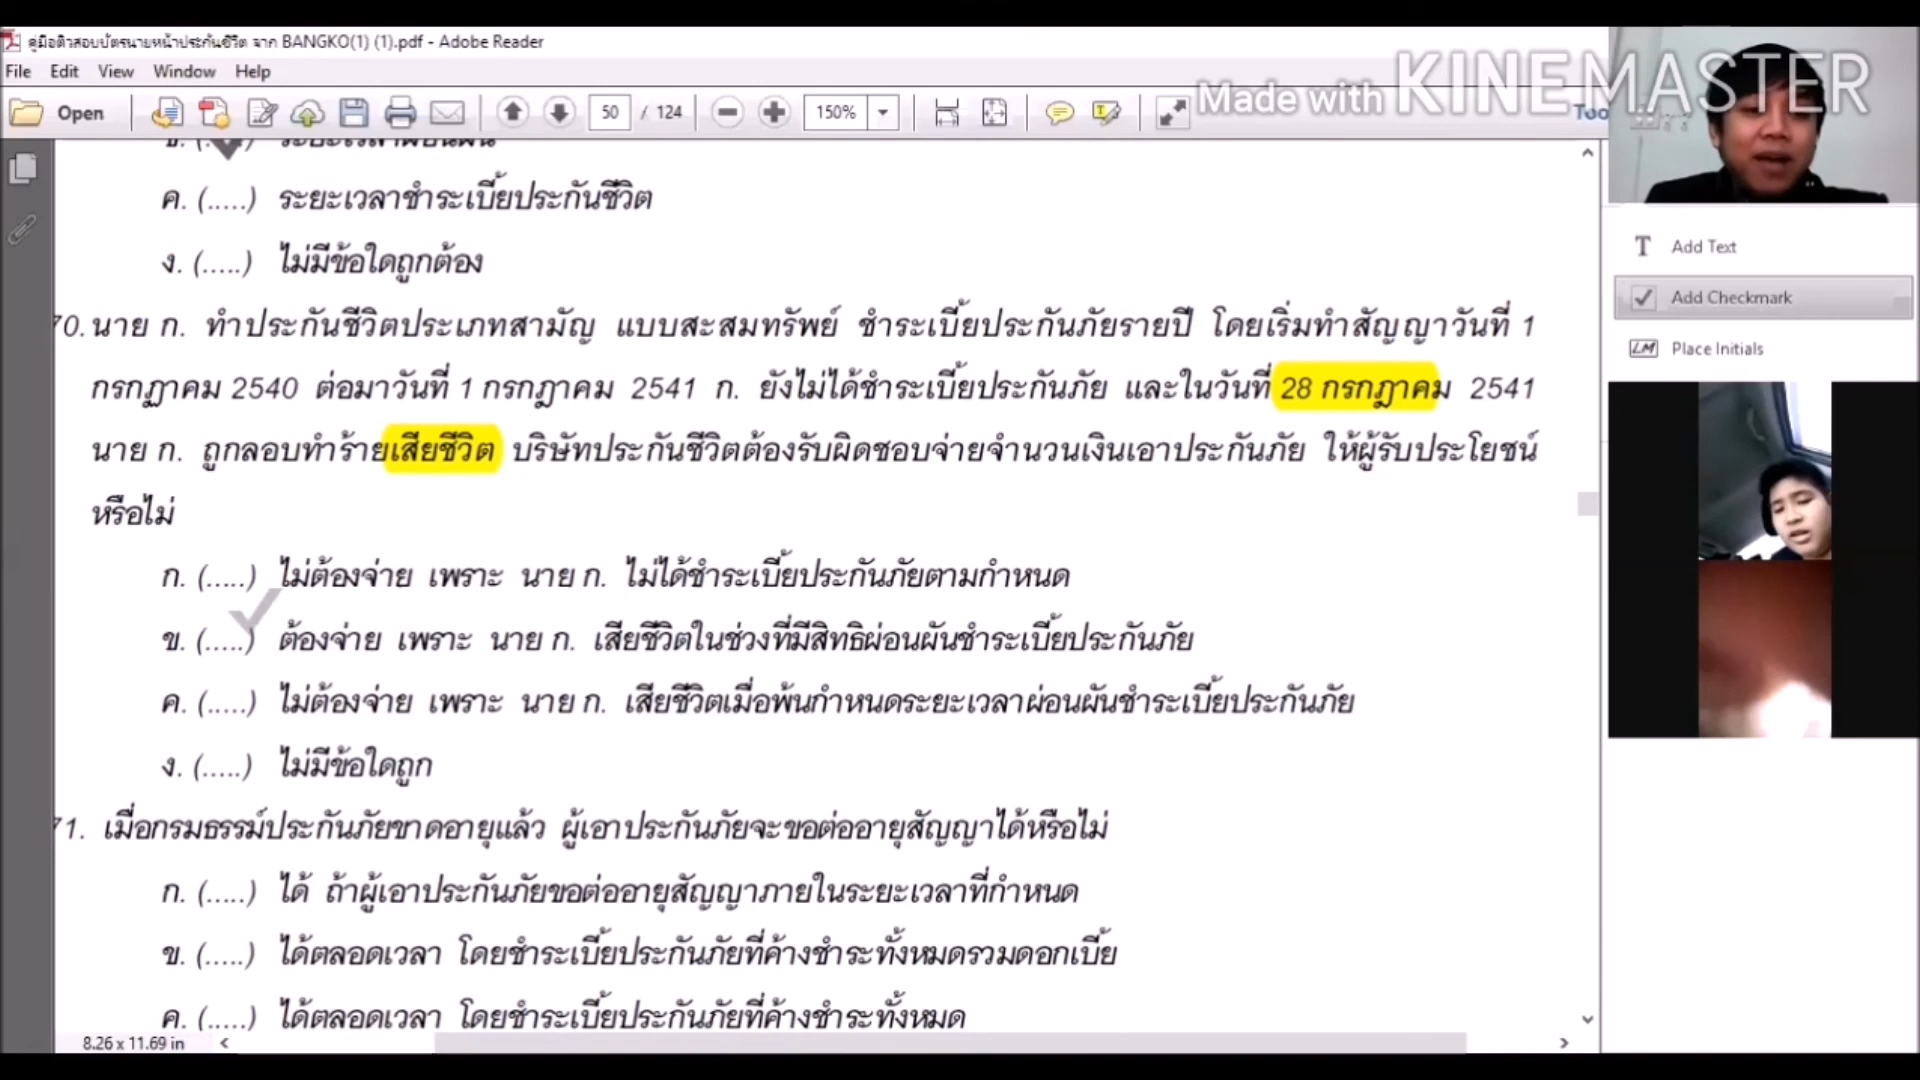 คู่มือติวสอบบัตรนายหน้าประกันชีวิต จาก BANGKO(1) (1).pdf - Adobe Reader
File Edit View Window Help
Made with KINEMASTER
Open 50 / 124 150% Too
ข. (.....) ระยะเวลาผ่อนผัน
ค. (.....) ระยะเวลาชำระเบี้ยประกันชีวิต
ง. (.....) ไม่มีข้อใดถูกต้อง
70. นาย ก. ทำประกันชีวิตประเภทสามัญ แบบสะสมทรัพย์ ชำระเบี้ยประกันภัยรายปี โดยเริ่มทำสัญญาวันที่ 1
กรกฎาคม 2540 ต่อมาวันที่ 1 กรกฎาคม 2541 ก. ยังไม่ได้ชำระเบี้ยประกันภัย และในวันที่ 28 กรกฎาคม 2541
นาย ก. ถูกลอบทำร้ายเสียชีวิต บริษัทประกันชีวิตต้องรับผิดชอบจ่ายจำนวนเงินเอาประกันภัย ให้ผู้รับประโยชน์
หรือไม่
ก. (.....) ไม่ต้องจ่าย เพราะ นาย ก. ไม่ได้ชำระเบี้ยประกันภัยตามกำหนด
ข. (.....) ต้องจ่าย เพราะ นาย ก. เสียชีวิตในช่วงที่มีสิทธิผ่อนผันชำระเบี้ยประกันภัย
ค. (.....) ไม่ต้องจ่าย เพราะ นาย ก. เสียชีวิตเมื่อพ้นกำหนดระยะเวลาผ่อนผันชำระเบี้ยประกันภัย
ง. (.....) ไม่มีข้อใดถูก
71. เมื่อกรมธรรม์ประกันภัยขาดอายุแล้ว ผู้เอาประกันภัยจะขอต่ออายุสัญญาได้หรือไม่
ก. (.....) ได้ ถ้าผู้เอาประกันภัยขอต่ออายุสัญญาภายในระยะเวลาที่กำหนด
ข. (.....) ได้ตลอดเวลา โดยชำระเบี้ยประกันภัยที่ค้างชำระทั้งหมดรวมดอกเบี้ย
ค. (.....) ได้ตลอดเวลา โดยชำระเบี้ยประกันภัยที่ค้างชำระทั้งหมด
8.26 x 11.69 in
Add Text
Add Checkmark
Place Initials